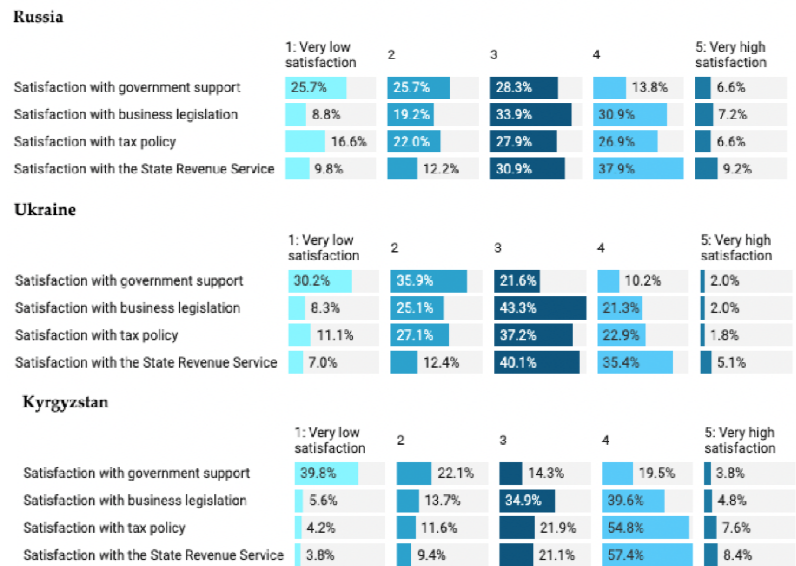 Russia
1: Very low satisfaction 2 3 4 5: Very high satisfaction
Satisfaction with government support 25.7% 25.7% 28.3% 13.8% 6.6%
Satisfaction with business legislation 8.8% 19.2% 33.9% 30.9% 7.2%
Satisfaction with tax policy 16.6% 22.0% 27.9% 26.9% 6.6%
Satisfaction with the State Revenue Service 9.8% 12.2% 30.9% 37.9% 9.2%
Ukraine
1: Very low satisfaction 2 3 4 5: Very high satisfaction
Satisfaction with government support 30.2% 35.9% 21.6% 10.2% 2.0%
Satisfaction with business legislation 8.3% 25.1% 43.3% 21.3% 2.0%
Satisfaction with tax policy 11.1% 27.1% 37.2% 22.9% 1.8%
Satisfaction with the State Revenue Service 7.0% 12.4% 40.1% 35.4% 5.1%
Kyrgyzstan
1: Very low satisfaction 2 3 4 5: Very high satisfaction
Satisfaction with government support 39.8% 22.1% 14.3% 19.5% 3.8%
Satisfaction with business legislation 5.6% 13.7% 34.9% 39.6% 4.8%
Satisfaction with tax policy 4.2% 11.6% 21.9% 54.8% 7.6%
Satisfaction with the State Revenue Service 3.8% 9.4% 21.1% 57.4% 8.4%